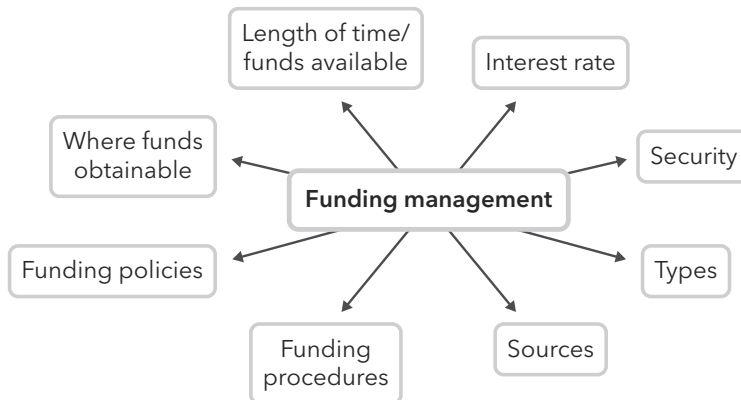 Length of time/
funds available
Interest rate
Where funds
obtainable
Security
Funding management
Funding policies
Types
Funding
procedures
Sources